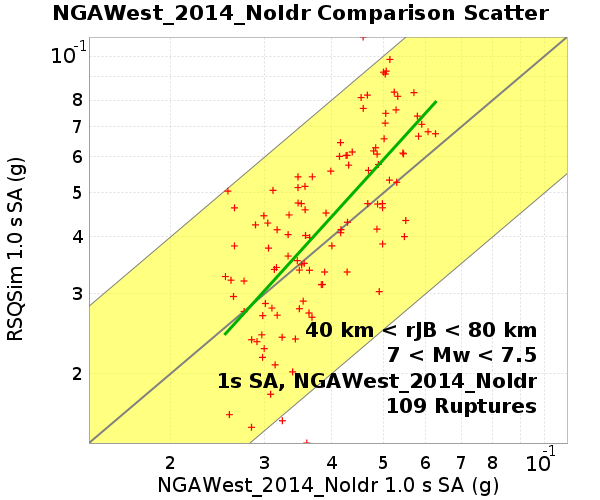 NGAWest_2014_NoIdr Comparison Scatter
RSQSim 1.0 s SA (g)
10-1
8
7
6
5
4
3
2
40 km < rJB < 80 km
7 < Mw < 7.5
1s SA, NGAWest_2014_NoIdr
109 Ruptures
2 3 4 5 6 7 8 10-1
NGAWest_2014_NoIdr 1.0 s SA (g)